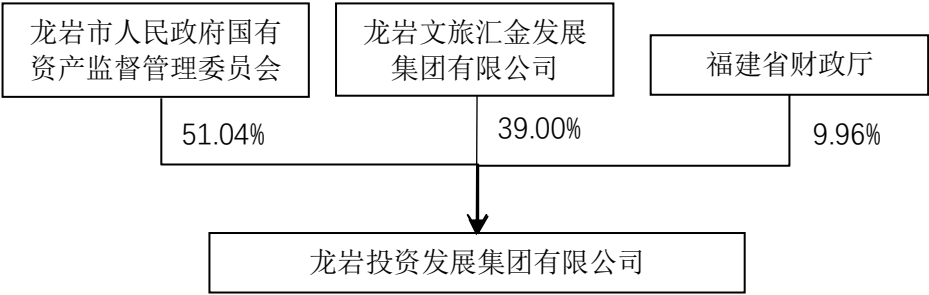 龙岩市人民政府国有
资产监督管理委员会
龙岩文旅汇金发展
集团有限公司
福建省财政厅
51.04%
39.00%
9.96%
龙岩投资发展集团有限公司